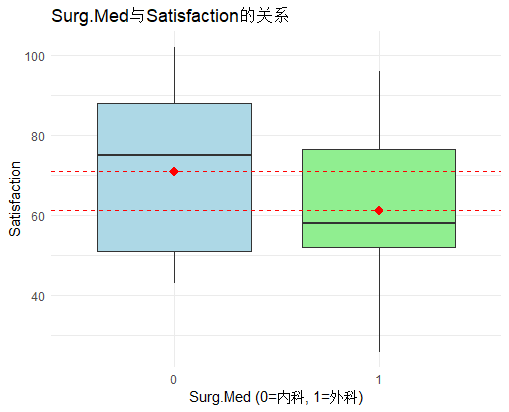 Surg.Med与Satisfaction的关系
100
80
60
40
Satisfaction
0
1
Surg.Med (0=内科, 1=外科)